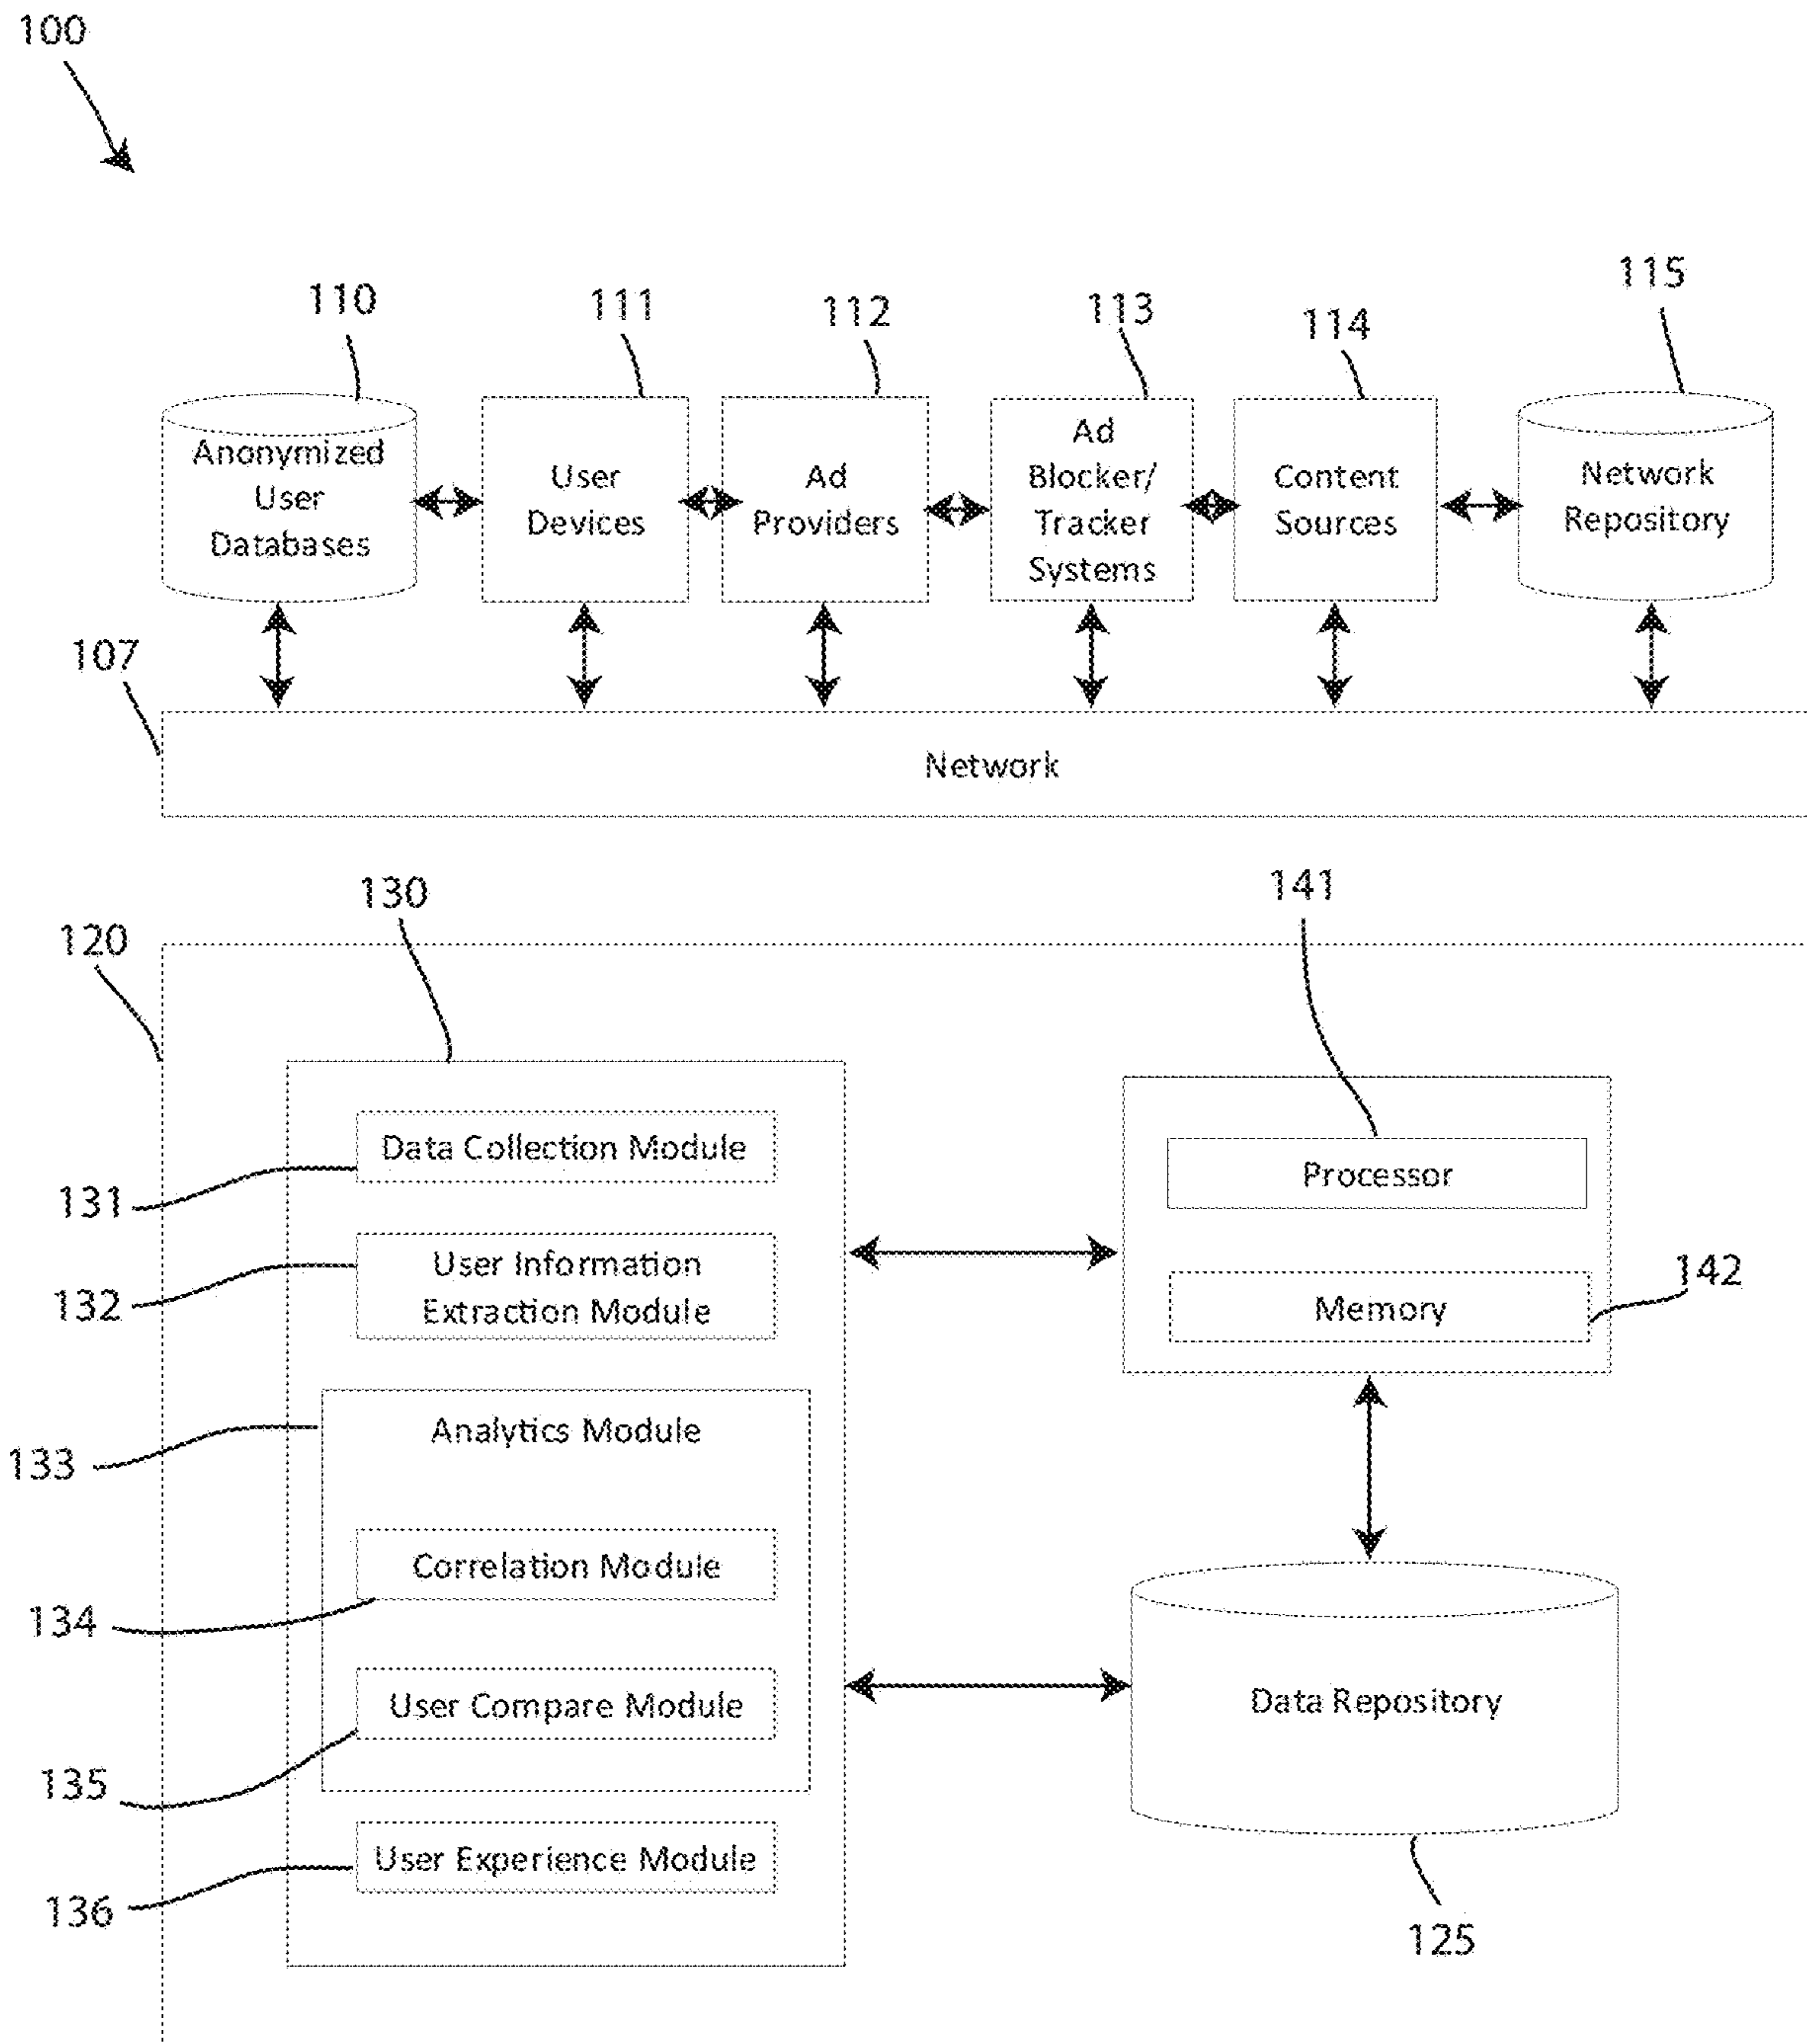 100
110
111
112
113
114
115
Anonymized
User
Databases
User
Devices
Ad
Providers
Ad
Blocker/
Tracker
Systems
Content
Sources
Network
Repository
107
Network
120
130
141
Data Collection Module
131
User Information
Extraction Module
132
Processor
Memory
142
Analytics Module
133
Correlation Module
134
User Compare Module
135
Data Repository
User Experience Module
136
125